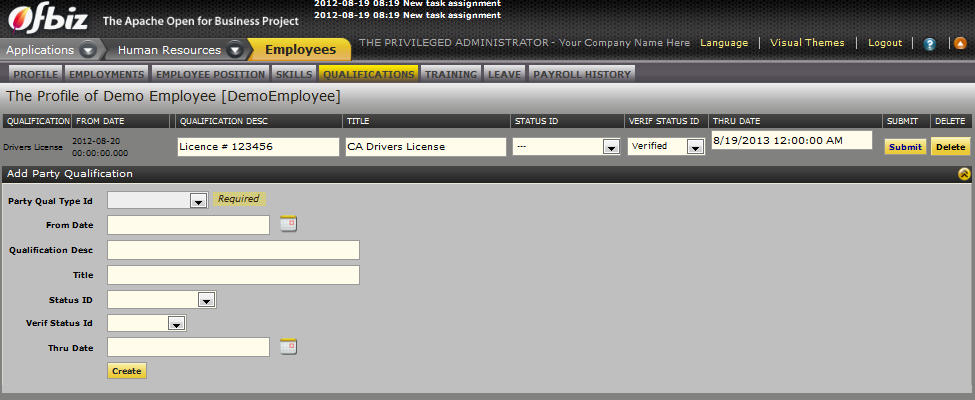 2012-08-19 08:19 New task assignment
2012-08-19 08:19 New task assignment
Ofbiz The Apache Open for Business Project
Applications Human Resources Employees THE PRIVILEGED ADMINISTRATOR - Your Company Name Here Language Visual Themes Logout ?
PROFILE EMPLOYMENTS EMPLOYEE POSITION SKILLS QUALIFICATIONS TRAINING LEAVE PAYROLL HISTORY
The Profile of Demo Employee [DemoEmployee]
QUALIFICATION FROM DATE QUALIFICATION DESC TITLE STATUS ID VERIF STATUS ID THRU DATE SUBMIT DELETE
Drivers License 2012-08-20 00:00:00.000 Licence # 123456 CA Drivers License --- Verified 8/19/2013 12:00:00 AM Submit Delete
Add Party Qualification
Party Qual Type Id Required
From Date
Qualification Desc
Title
Status ID
Verif Status Id
Thru Date
Create